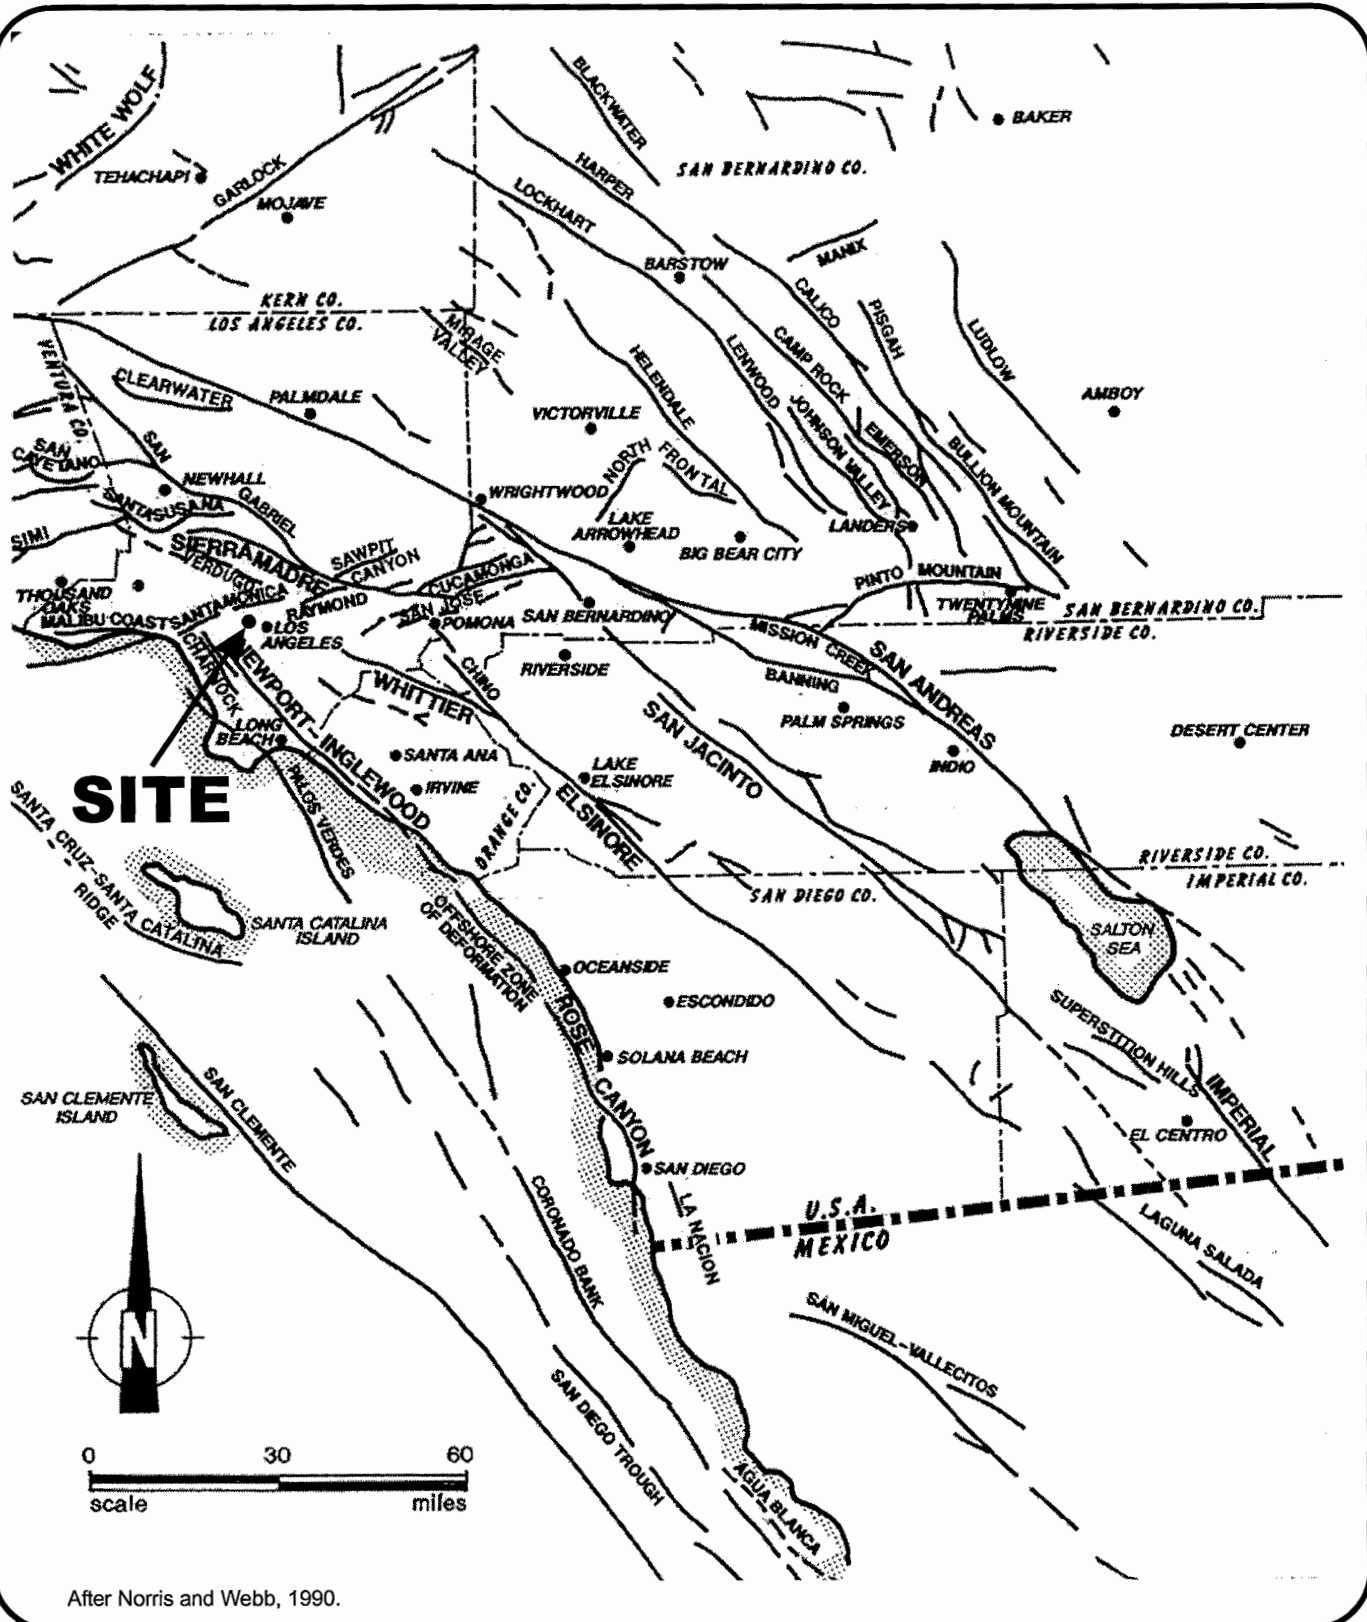 WHITE WOLF
TEHACHAPI
GARLOCK
MOJAVE
BLACKWATER
HARPER
LOCKHART
SAN BERNARDINO CO.
BAKER
BARSTOW
MANIX
CALICO
PISGAH
LUDLOW
KERN CO.
LOS ANGELES CO.
VENTURA CO.
MIRAGE
VALLEY
HELENDALE
LENWOOD
CAMP ROCK
JOHNSON VALLEY
EMERSON
BULLION MOUNTAIN
AMBOY
CLEARWATER
PALMDALE
VICTORVILLE
NORTH FRONTAL
SAN GABRIEL
SAN
CAYETANO
NEWHALL
SANTA SUSANA
SIMI
WRIGHTWOOD
LAKE
ARROWHEAD
BIG BEAR CITY
LANDERS
SIERRA MADRE
VERDUGO
SAWPIT
CANYON
CUCAMONGA
SAN JOSE
PINTO MOUNTAIN
TWENTYNINE
PALMS
SAN BERNARDINO CO.
RIVERSIDE CO.
THOUSAND
OAKS
MALIBU COAST
SANTA MONICA
RAYMOND
LOS
ANGELES
POMONA
SAN BERNARDINO
RIVERSIDE
MISSION CREEK
BANNING
SAN ANDREAS
PALM SPRINGS
INDIO
DESERT CENTER
CHARNOCK
NEWPORT-INGLEWOOD
WHITTIER
CHINO
SAN JACINTO
LONG
BEACH
SANTA ANA
IRVINE
LAKE
ELSINORE
ELSINORE
ORANGE CO.
SITE
PALOS VERDES
SANTA CRUZ-SANTA CATALINA
RIDGE
SANTA CATALINA
ISLAND
OFFSHORE ZONE
OF DEFORMATION
SAN DIEGO CO.
RIVERSIDE CO.
IMPERIAL CO.
SALTON
SEA
OCEANSIDE
ESCONDIDO
ROSE CANYON
SOLANA BEACH
SUPERSTITION HILLS
IMPERIAL
EL CENTRO
SAN CLEMENTE
ISLAND
SAN CLEMENTE
SAN DIEGO
LA NACION
CORONADO BANK
U.S.A.
MEXICO
LAGUNA SALADA
SAN MIGUEL-VALLECITOS
SAN DIEGO TROUGH
AGUA BLANCA
N
0 30 60
scale miles
After Norris and Webb, 1990.